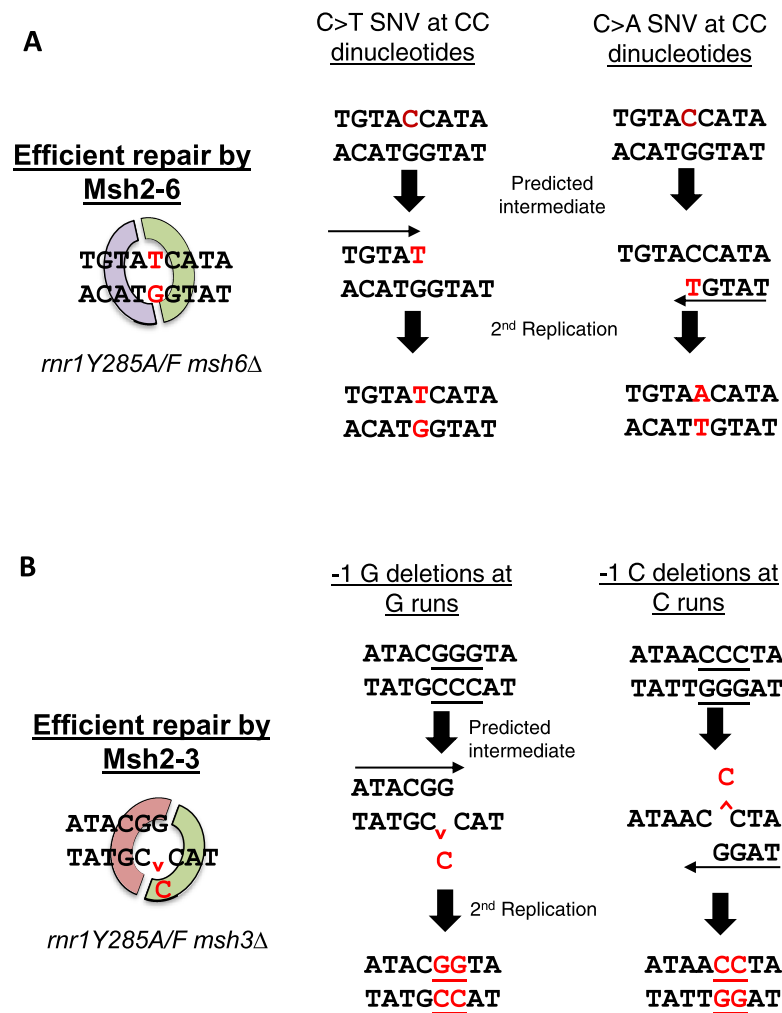 A
C>T SNV at CC
dinucleotides
C>A SNV at CC
dinucleotides
Efficient repair by
Msh2-6
TGTATCATA
ACATGGTAT
rnr1Y285A/F msh6Δ
TGTACCATA
ACATGGTAT
TGTACCATA
ACATGGTAT
Predicted
intermediate
TGTAT
ACATGGTAT
TGTACCATA
TGTAT
2nd Replication
TGTATCATA
ACATGGTAT
TGTAACATA
ACATTGTAT
B
-1 G deletions at
G runs
-1 C deletions at
C runs
Efficient repair by
Msh2-3
ATACGG
TATGC CAT
C
rnr1Y285A/F msh3Δ
ATACGGGTA
TATGCCCAT
ATAACCCTA
TATTGGGAT
Predicted
intermediate
ATACGG
TATGC CAT
C
C
ATAAC CTA
GGAT
2nd Replication
ATACGGTA
TATGCCAT
ATAACCTA
TATTGGAT